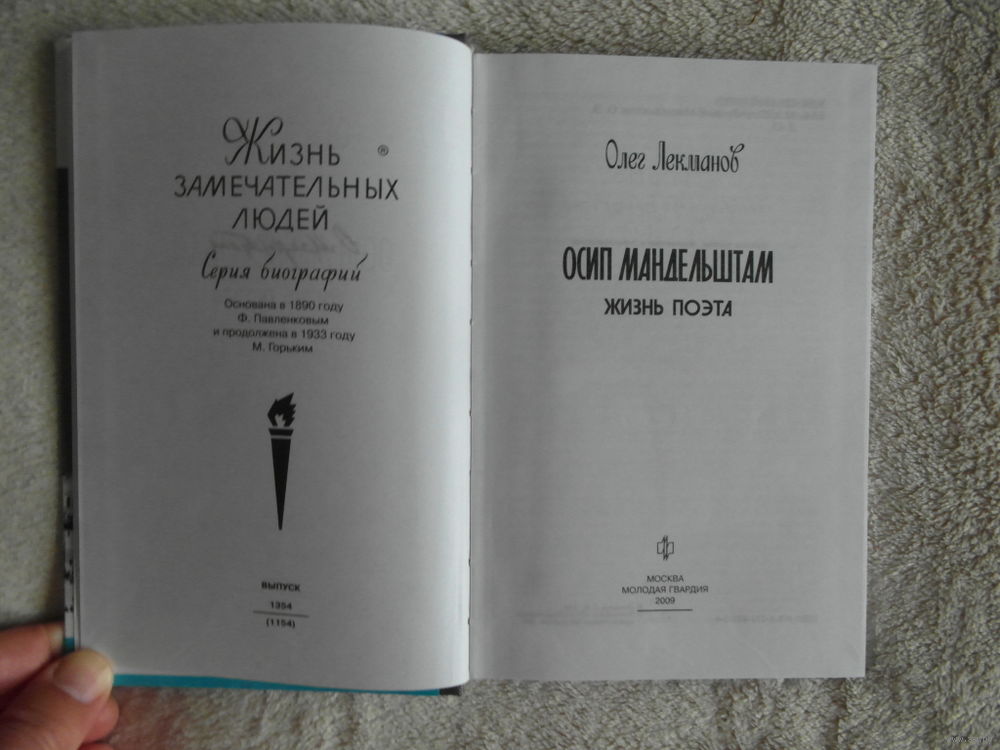 Жизнь ®
замечательных
людей
Серия биографий
Основана в 1890 году
Ф. Павленковым
и продолжена в 1933 году
М. Горьким
ВЫПУСК
1354
(1154)
Олег Лекманов
ОСИП МАНДЕЛЬШТАМ
ЖИЗНЬ ПОЭТА
МОСКВА
МОЛОДАЯ ГВАРДИЯ
2009